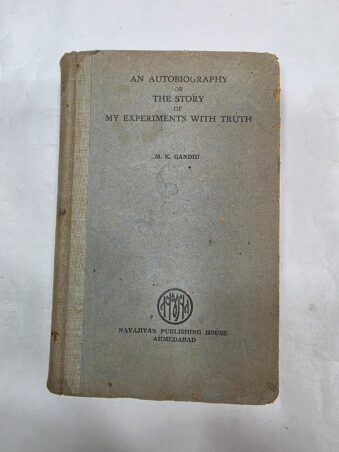 AN AUTOBIOGRAPHY
OR
THE STORY
OF
MY EXPERIMENTS WITH TRUTH
M. K. GANDHI
NAVAJIVAN PUBLISHING HOUSE
AHMEDABAD